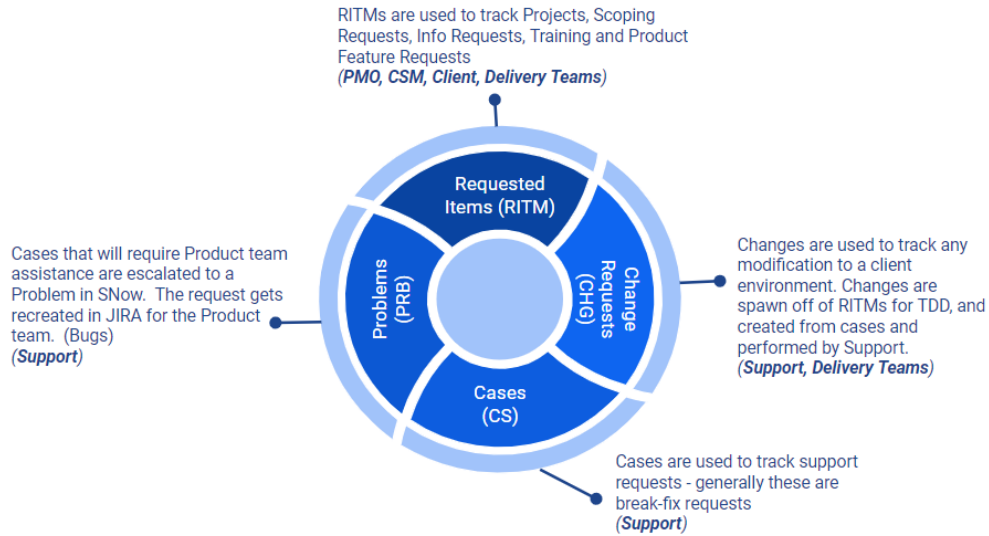 RITMs are used to track Projects, Scoping
Requests, Info Requests, Training and Product
Feature Requests
(PMO, CSM, Client, Delivery Teams)
Requested
Items (RITM)
Change
Requests
(CHG)
Changes are used to track any
modification to a client
environment. Changes are
spawn off of RITMs for TDD, and
created from cases and
performed by Support.
(Support, Delivery Teams)
Cases
(CS)
Cases are used to track support
requests - generally these are
break-fix requests
(Support)
Problems
(PRB)
Cases that will require Product team
assistance are escalated to a
Problem in SNow. The request gets
recreated in JIRA for the Product
team. (Bugs)
(Support)